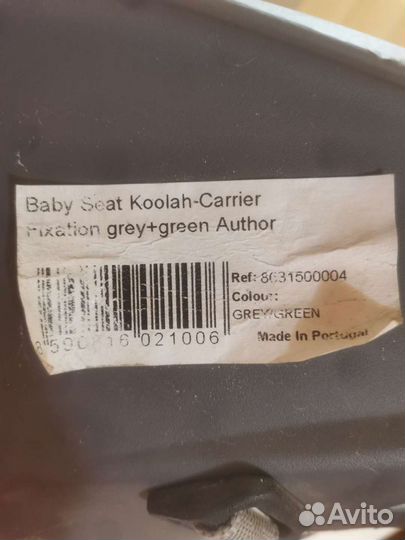 Baby Seat Koolah-Carrier
Fixation grey+green Author
Ref: 8631500004
Colour:
GREY/GREEN
Made In Portugal
021006
Avito